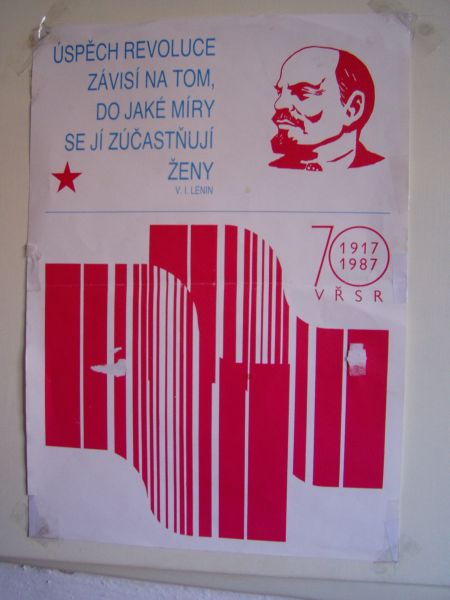 ÚSPĚCH REVOLUCE
ZÁVISÍ NA TOM,
DO JAKÉ MÍRY
SE JÍ ZÚČASTŇUJÍ
ŽENY
V. I. LENIN
70
1917
1987
VŘSR